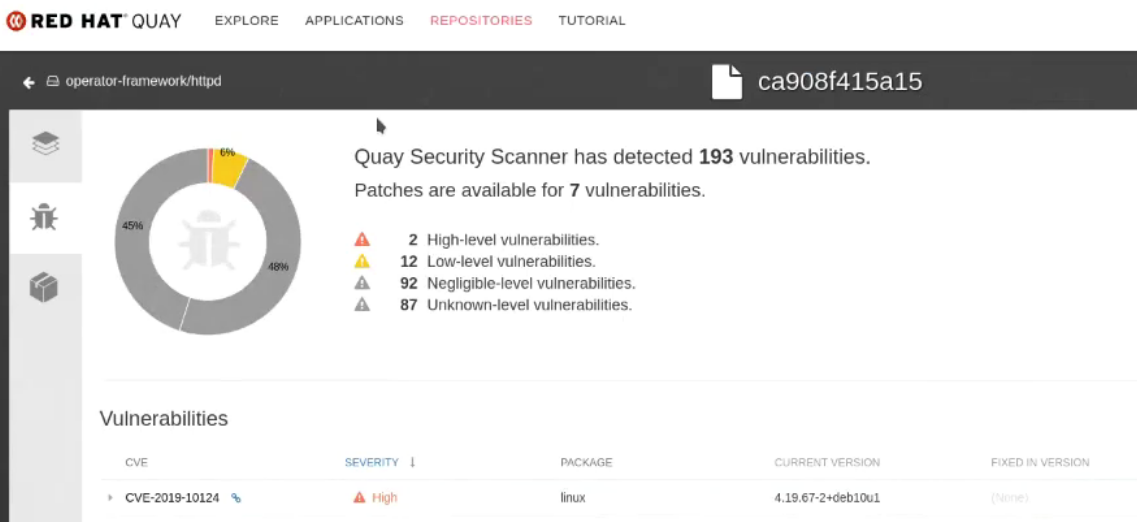 RED HAT QUAY EXPLORE APPLICATIONS REPOSITORIES TUTORIAL
operator-framework/httpd ca908f415a15
6%
45%
48%
Quay Security Scanner has detected 193 vulnerabilities.
Patches are available for 7 vulnerabilities.
2 High-level vulnerabilities.
12 Low-level vulnerabilities.
92 Negligible-level vulnerabilities.
87 Unknown-level vulnerabilities.
Vulnerabilities
CVE SEVERITY ↓ PACKAGE CURRENT VERSION FIXED IN VERSION
CVE-2019-10124 High linux 4.19.67-2+deb10u1 (None)